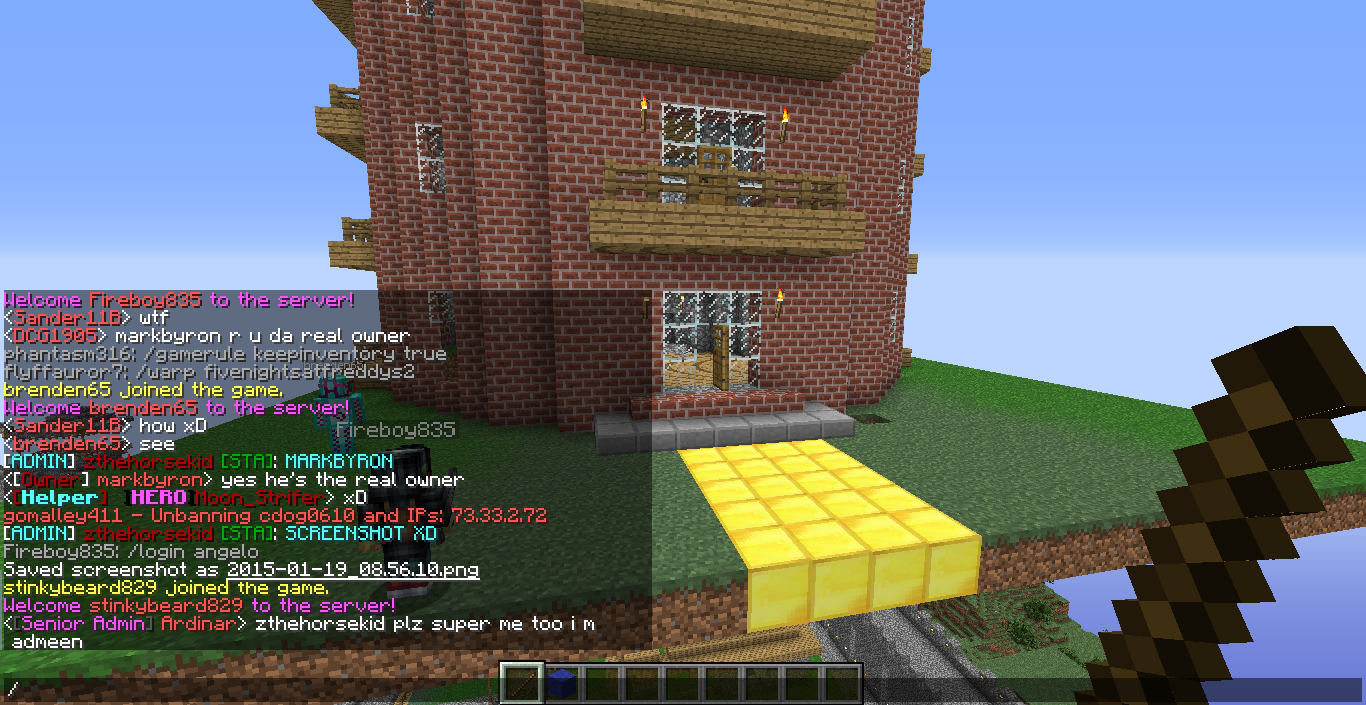 Welcome Fireboy835 to the server!
<Sander11B> wtf
<DCG1905> markbyron r u da real owner
phantasm316: /gamerule keepinventory true
flyffauror7: /warp fivenightsatfreddys2
brenden65 joined the game.
Welcome brenden65 to the server!
<Sander11B> how xD
<brenden65> see
Fireboy835
[ADMIN] zthehorsekid [STA]: MARKBYRON
<[Owner] markbyron> yes he's the real owner
<[Helper] [HERO]Moon_Strifer> xD
gomalley411 - Unbanning cdog0610 and IPs: 73.33.2.72
[ADMIN] zthehorsekid [STA]: SCREENSHOT XD
Fireboy835: /login angelo
Saved screenshot as 2015-01-19_08.56.10.png
stinkybeard829 joined the game.
Welcome stinkybeard829 to the server!
<[Senior Admin] Ardinar> zthehorsekid plz super me too i m
admeen
/